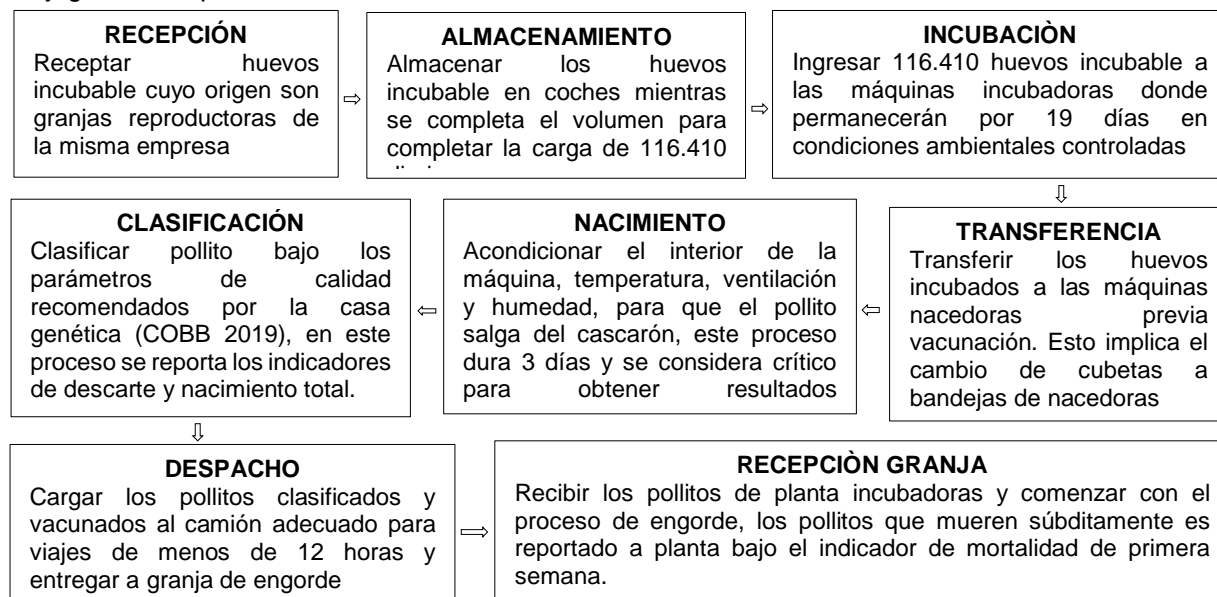 RECEPCIÓN
Receptar huevos
incubable cuyo origen son
granjas reproductoras de
la misma empresa
ALMACENAMIENTO
Almacenar los huevos
incubable en coches mientras
se completa el volumen para
completar la carga de 116.410
INCUBACIÒN
Ingresar 116.410 huevos incubable a
las máquinas incubadoras donde
permanecerán por 19 días en
condiciones ambientales controladas
TRANSFERENCIA
Transferir los huevos
incubados a las máquinas
nacedoras previa
vacunación. Esto implica el
cambio de cubetas a
bandejas de nacedoras
NACIMIENTO
Acondicionar el interior de la
máquina, temperatura, ventilación
y humedad, para que el pollito
salga del cascarón, este proceso
dura 3 días y se considera crítico
para obtener resultados
CLASIFICACIÓN
Clasificar pollito bajo los
parámetros de calidad
recomendados por la casa
genética (COBB 2019), en este
proceso se reporta los indicadores
de descarte y nacimiento total.
DESPACHO
Cargar los pollitos clasificados y
vacunados al camión adecuado para
viajes de menos de 12 horas y
entregar a granja de engorde
RECEPCIÒN GRANJA
Recibir los pollitos de planta incubadoras y comenzar con el
proceso de engorde, los pollitos que mueren súbditamente es
reportado a planta bajo el indicador de mortalidad de primera
semana.